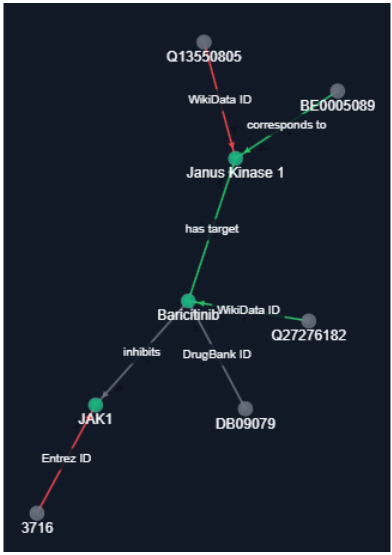 Q13550805
WikiData ID
BE0005089
corresponds to
Janus Kinase 1
has target
Baricitinib
WikiData ID
Q27276182
inhibits
DrugBank ID
JAK1
DB09079
Entrez ID
3716